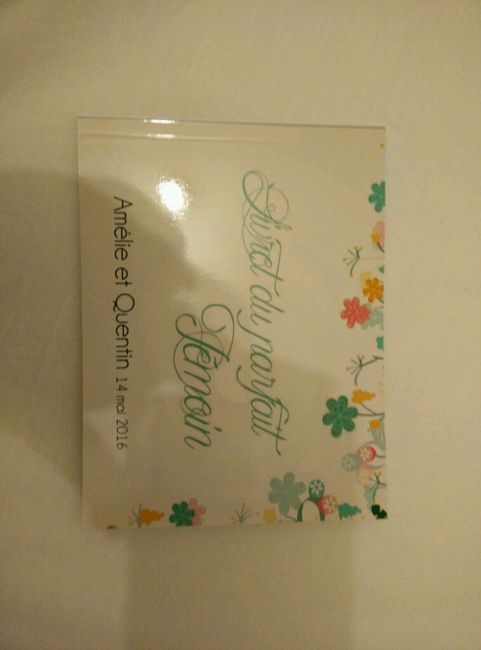 Livret du parfait
Témoin
Amélie et Quentin 14 mai 2016